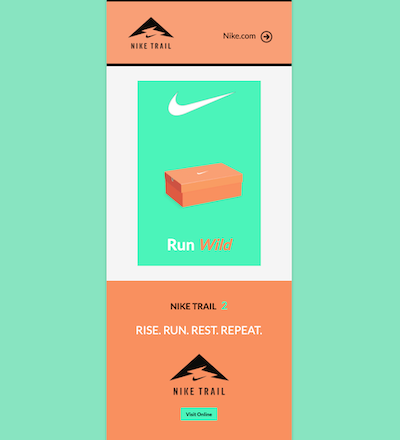 NIKE TRAIL
Nike.com
Run Wild
NIKE TRAIL 2
RISE. RUN. REST. REPEAT.
NIKE TRAIL
Visit Online